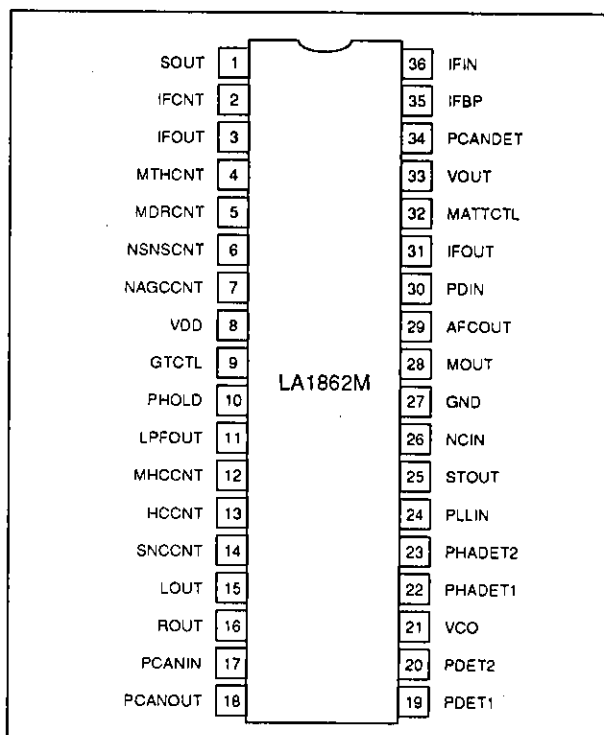 SOUT 1 36 IFIN
IFCNT 2 35 IFBP
IFOUT 3 34 PCANDET
MTHCNT 4 33 VOUT
MDRCNT 5 32 MATTCTL
NSNSCNT 6 31 IFOUT
NAGCCNT 7 30 PDIN
VDD 8 29 AFCOUT
GTCTL 9 28 MOUT
LA1862M
PHOLD 10 27 GND
LPFOUT 11 26 NCIN
MHCCNT 12 25 STOUT
HCCNT 13 24 PLLIN
SNCCNT 14 23 PHADET2
LOUT 15 22 PHADET1
ROUT 16 21 VCO
PCANIN 17 20 PDET2
PCANOUT 18 19 PDET1